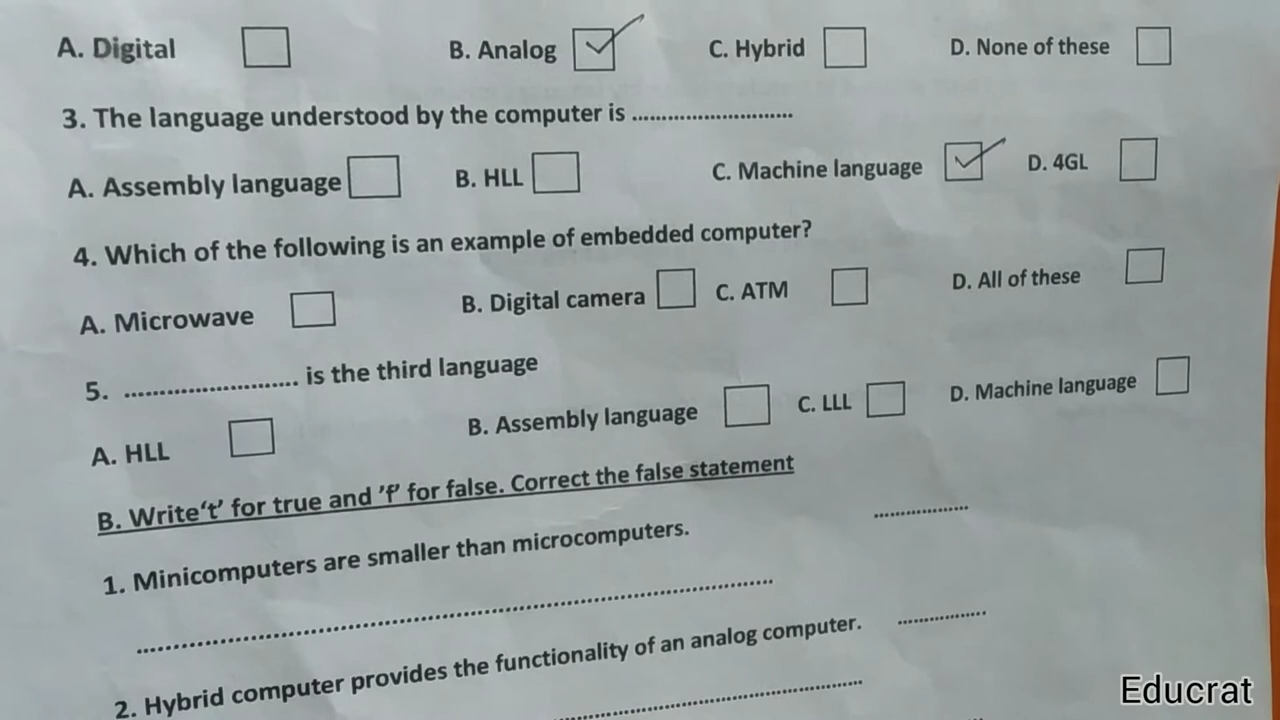 A. Digital B. Analog C. Hybrid D. None of these
3. The language understood by the computer is ..........................
A. Assembly language B. HLL C. Machine language D. 4GL
4. Which of the following is an example of embedded computer?
A. Microwave B. Digital camera C. ATM D. All of these
5. .......................... is the third language
A. HLL B. Assembly language C. LLL D. Machine language
B. Write‘t’ for true and ’f’ for false. Correct the false statement
1. Minicomputers are smaller than microcomputers. .................
2. Hybrid computer provides the functionality of an analog computer. ...............
Educrat